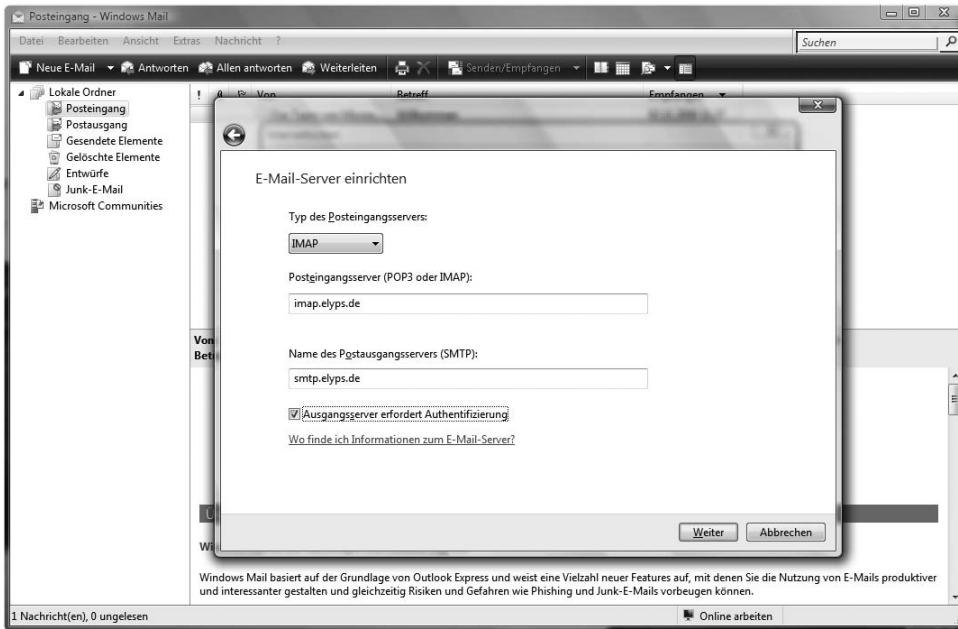 Posteingang - Windows Mail
Datei Bearbeiten Ansicht Extras Nachricht ?
Suchen
Neue E-Mail Antworten Allen antworten Weiterleiten Senden/Empfangen
Lokale Ordner
Posteingang
Postausgang
Gesendete Elemente
Gelöschte Elemente
Entwürfe
Junk-E-Mail
Microsoft Communities
! Von Betreff Empfangen
E-Mail-Server einrichten
Typ des Posteingangsservers:
IMAP
Posteingangsserver (POP3 oder IMAP):
imap.elyps.de
Name des Postausgangsservers (SMTP):
smtp.elyps.de
Ausgangsserver erfordert Authentifizierung
Wo finde ich Informationen zum E-Mail-Server?
Weiter Abbrechen
Von
Windows Mail basiert auf der Grundlage von Outlook Express und weist eine Vielzahl neuer Features auf, mit denen Sie die Nutzung von E-Mails produktiver
und interessanter gestalten und gleichzeitig Risiken und Gefahren wie Phishing und Junk-E-Mails vorbeugen können.
1 Nachricht(en), 0 ungelesen
Online arbeiten